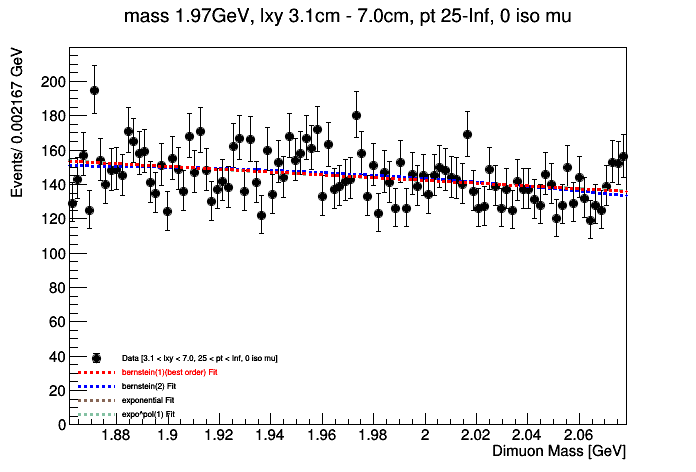 mass 1.97GeV, lxy 3.1cm - 7.0cm, pt 25-Inf, 0 iso mu
Events/ 0.002167 GeV
200
180
160
140
120
100
80
60
40
20
0
Data [3.1 < lxy < 7.0, 25 < pt < Inf, 0 iso mu]
bernstein(1)(best order) Fit
bernstein(2) Fit
exponential Fit
expo*pol(1) Fit
1.88 1.9 1.92 1.94 1.96 1.98 2 2.02 2.04 2.06
Dimuon Mass [GeV]